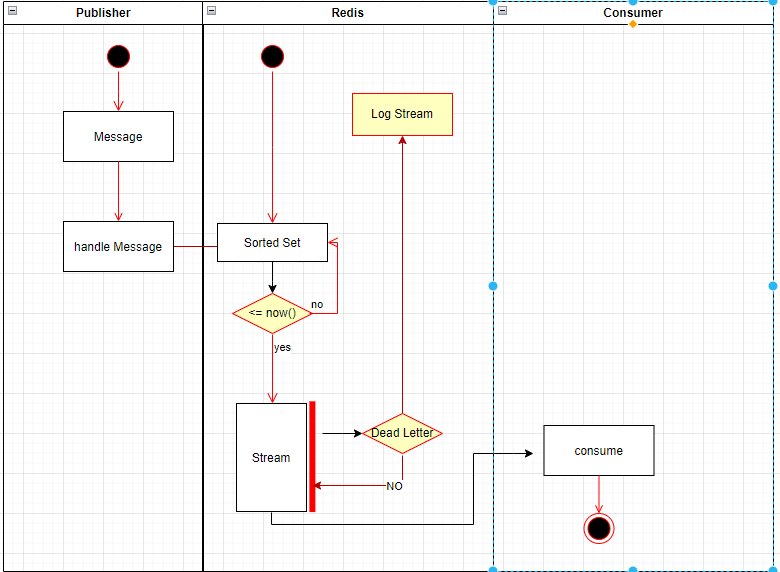 Publisher
Redis
Consumer
Log Stream
Message
handle Message
Sorted Set
<= now()
no
yes
Dead Letter
Stream
NO
consume